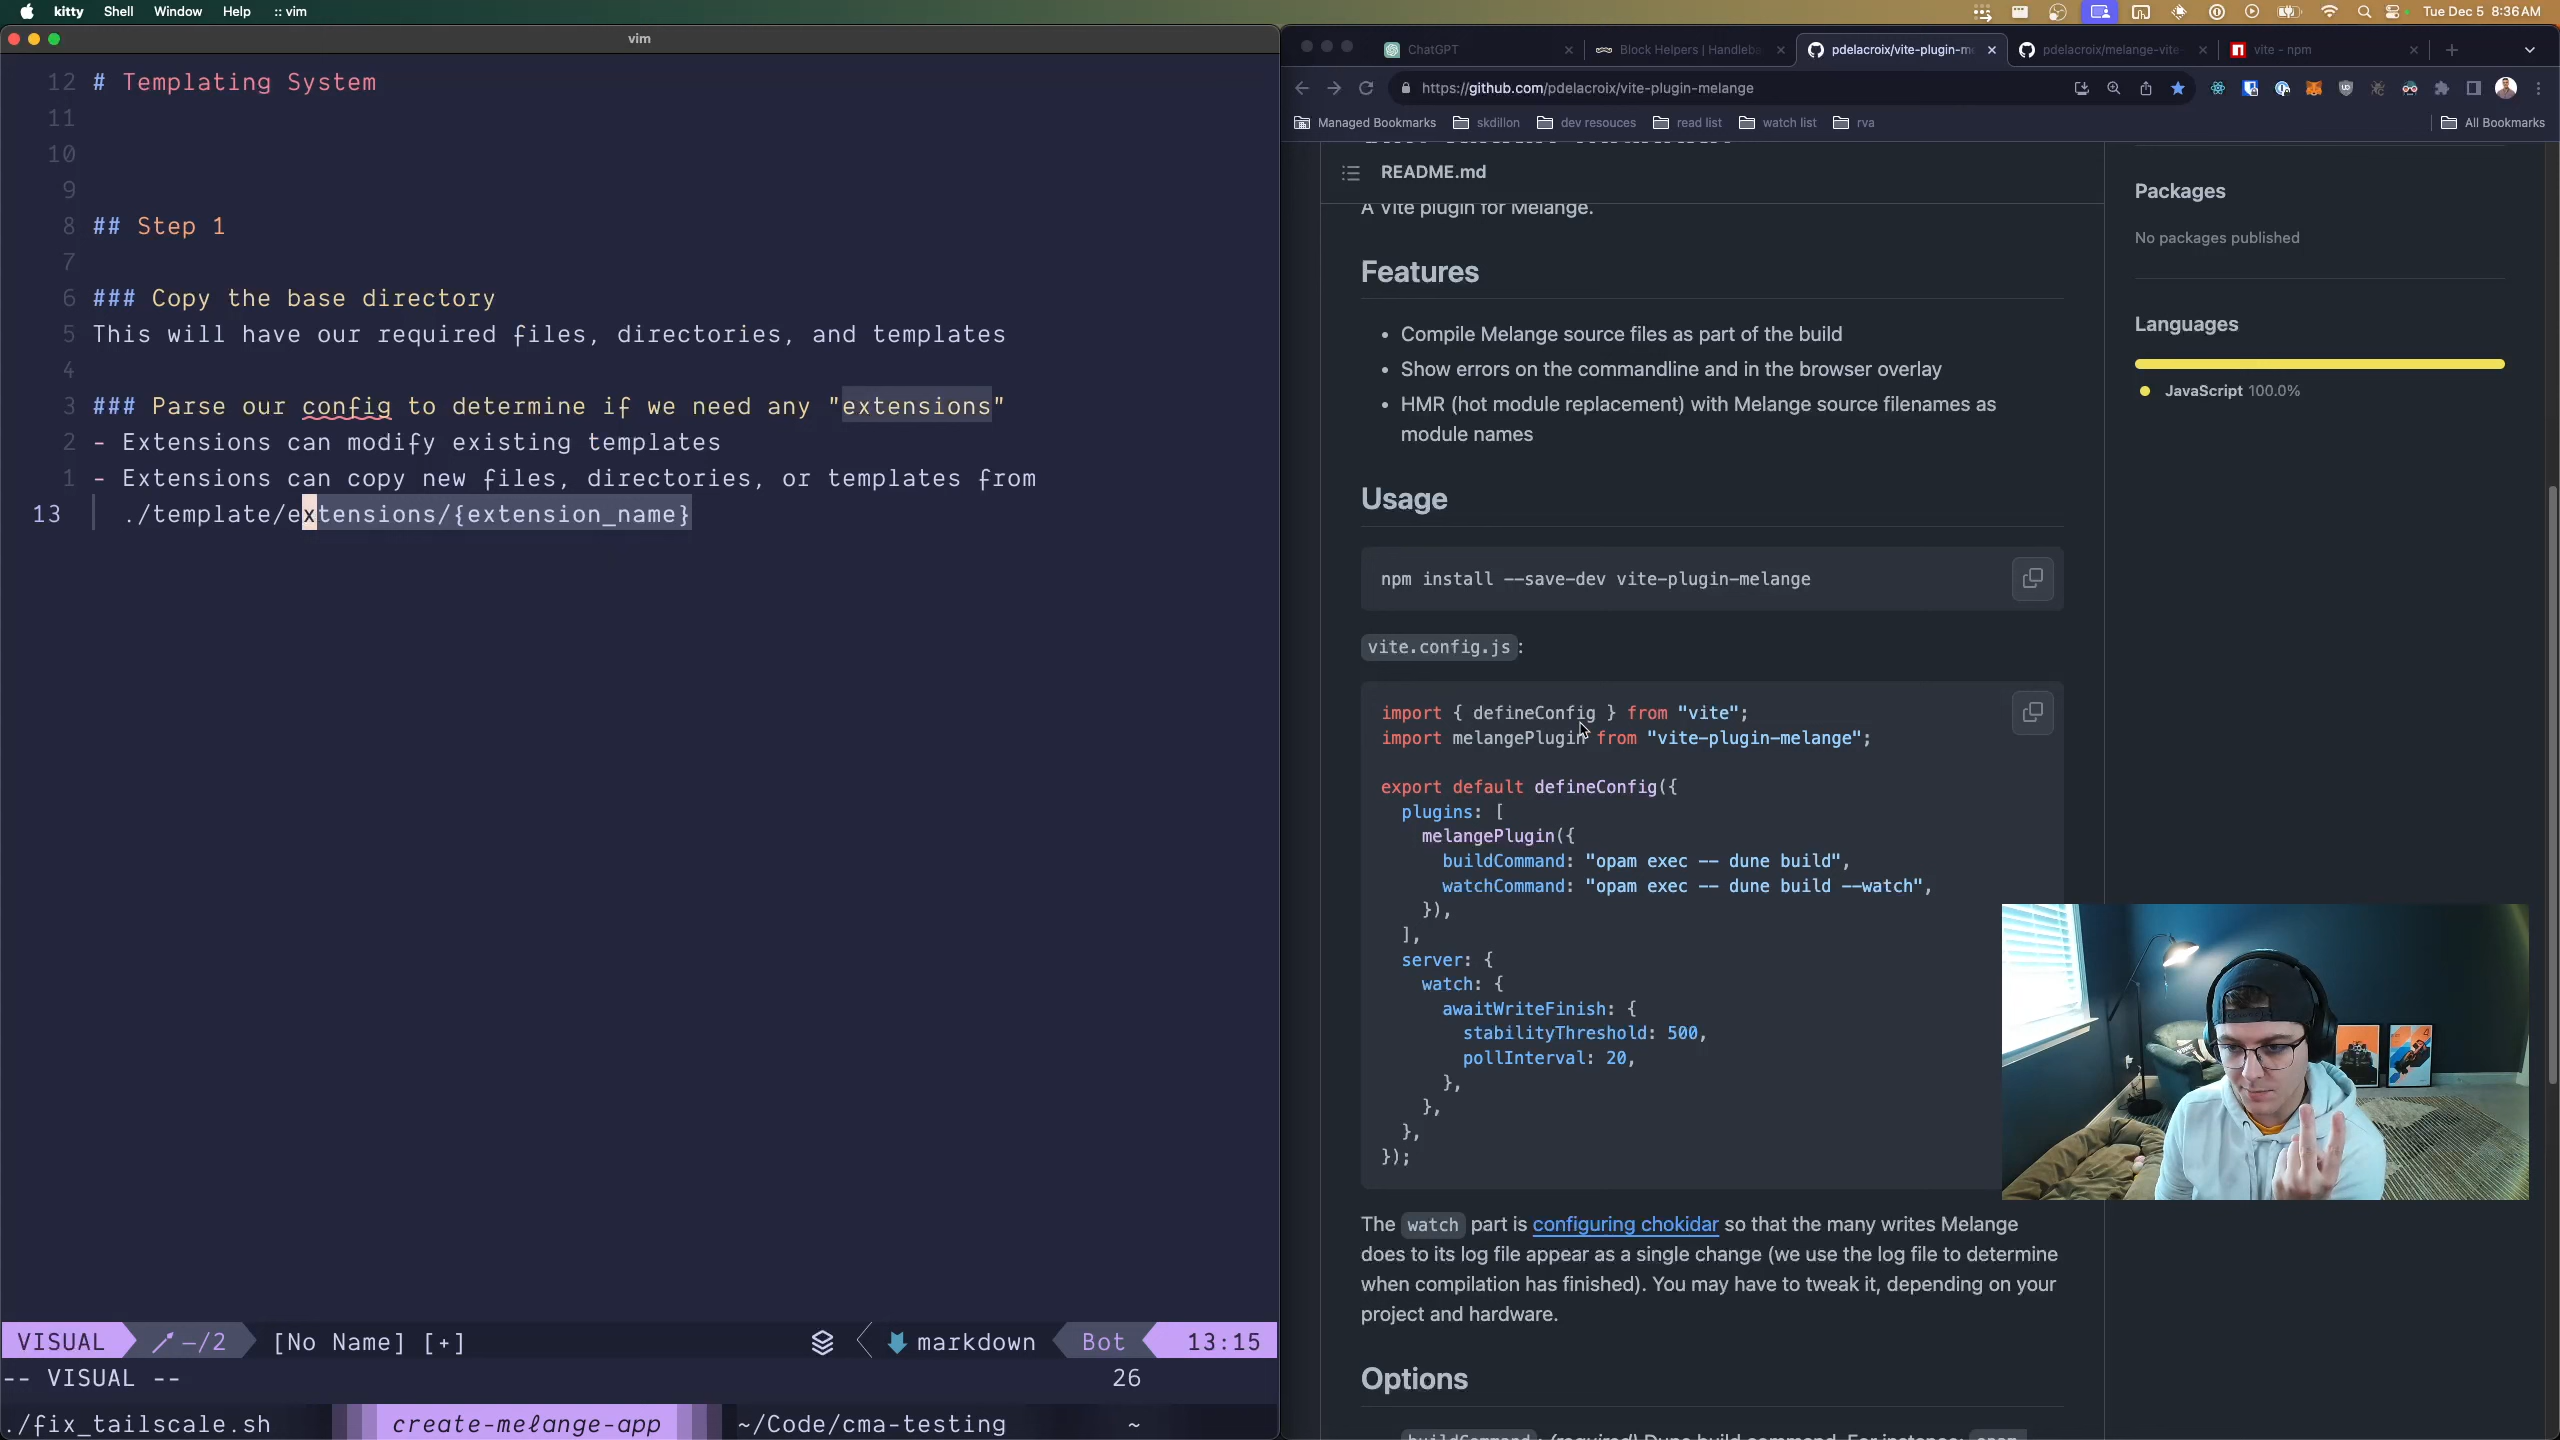 kitty Shell Window Help :: vim
Tue Dec 5 8:36 AM
vim
12 # Templating System
11
10
9
8 ## Step 1
7
6 ### Copy the base directory
5 This will have our required files, directories, and templates
4
3 ### Parse our config to determine if we need any "extensions"
2 - Extensions can modify existing templates
1 - Extensions can copy new files, directories, or templates from
13 ./template/extensions/{extension_name}
VISUAL —/2 [No Name] [+] markdown Bot 13:15
-- VISUAL -- 26
./fix_tailscale.sh create-melange-app ~/Code/cma-testing ~
ChatGPT
Block Helpers | Handleba
pdelacroix/vite-plugin-m
pdelacroix/melange-vite
vite - npm
https://github.com/pdelacroix/vite-plugin-melange
Managed Bookmarks skdillon dev resouces read list watch list rva All Bookmarks
README.md
A Vite plugin for Melange.
Features
• Compile Melange source files as part of the build
• Show errors on the commandline and in the browser overlay
• HMR (hot module replacement) with Melange source filenames as
module names
Usage
npm install --save-dev vite-plugin-melange
vite.config.js:
import { defineConfig } from "vite";
import melangePlugin from "vite-plugin-melange";
export default defineConfig({
plugins: [
melangePlugin({
buildCommand: "opam exec -- dune build",
watchCommand: "opam exec -- dune build --watch",
}),
],
server: {
watch: {
awaitWriteFinish: {
stabilityThreshold: 500,
pollInterval: 20,
},
},
},
});
The watch part is configuring chokidar so that the many writes Melange
does to its log file appear as a single change (we use the log file to determine
when compilation has finished). You may have to tweak it, depending on your
project and hardware.
Options
Packages
No packages published
Languages
JavaScript 100.0%